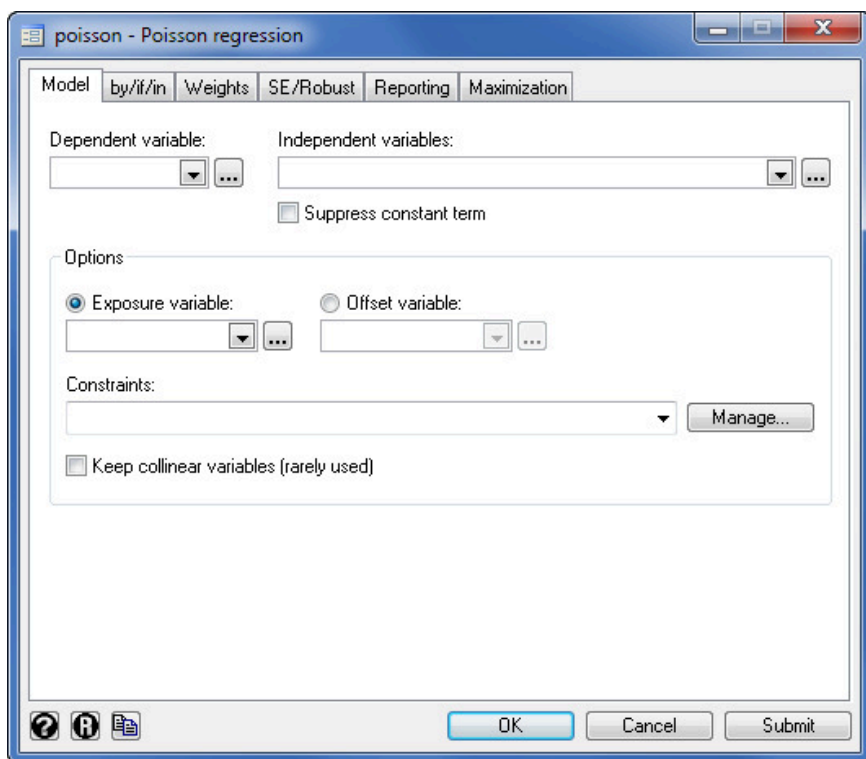 poisson - Poisson regression
Model by/if/in Weights SE/Robust Reporting Maximization
Dependent variable: Independent variables:
...
...
Suppress constant term
Options
Exposure variable: Offset variable:
... ...
Constraints:
Manage...
Keep collinear variables (rarely used)
? R OK Cancel Submit